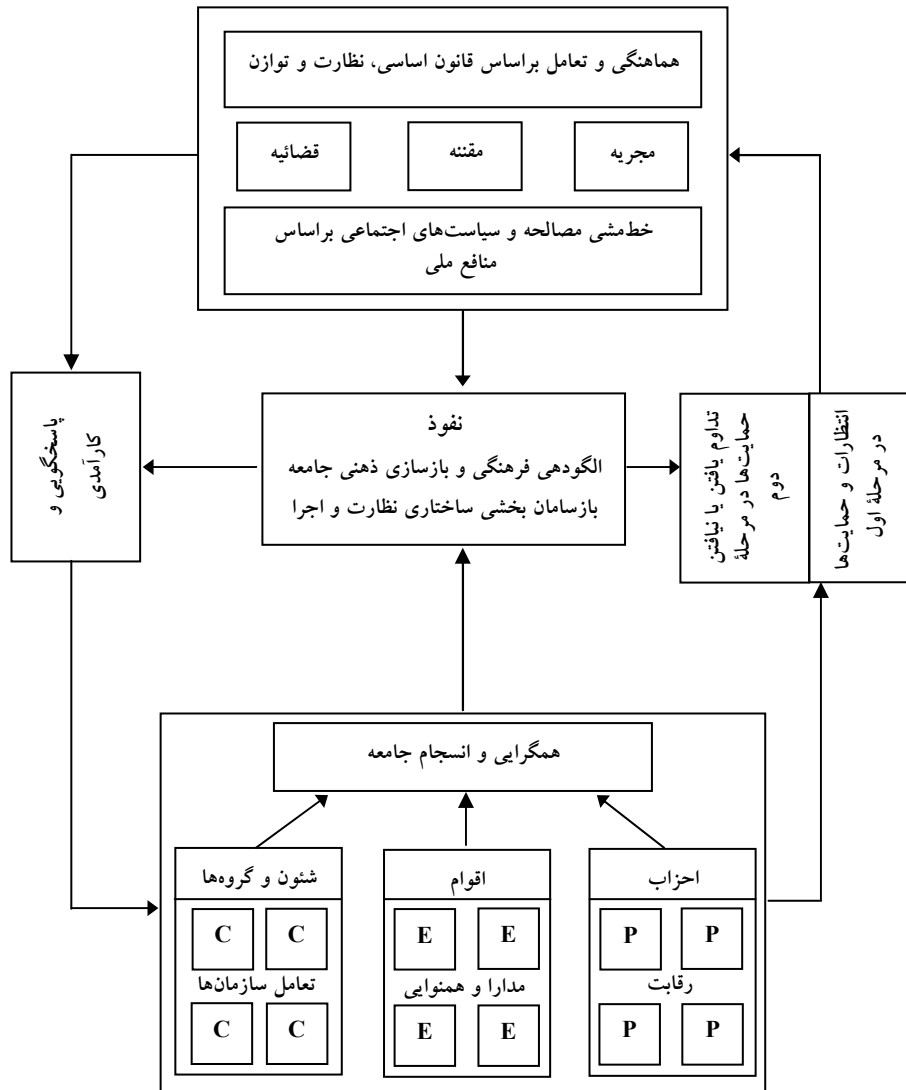 هماهنگی و تعامل براساس قانون اساسی، نظارت و توازن
مجریه
مقننه
قضائیه
خط‌مشی مصالحه و سیاست‌های اجتماعی براساس
منافع ملی
انتظارات و حمایت‌ها
در مرحلهٔ اول
تداوم یافتن یا نیافتن
حمایت‌ها در مرحلهٔ
دوم
نفوذ
الگودهی فرهنگی و بازسازی ذهنی جامعه
بازسامان بخشی ساختاری نظارت و اجرا
پاسخگویی و
کارآمدی
همگرایی و انسجام جامعه
احزاب
P P
رقابت
P P
اقوام
E E
مدارا و همنوایی
E E
شئون و گروه‌ها
C C
تعامل سازمان‌ها
C C